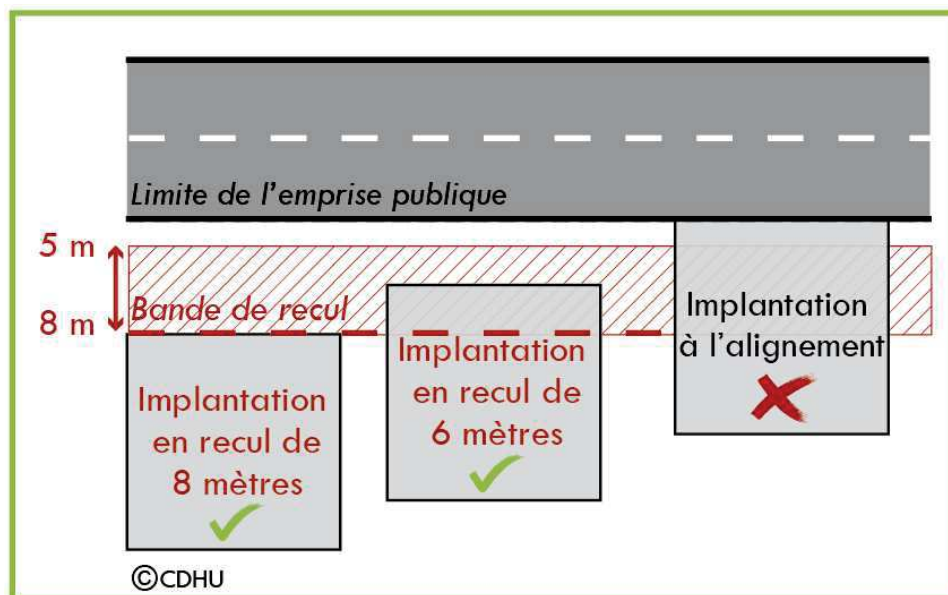 Limite de l'emprise publique
5 m
Bande de recul
8 m
Implantation
en recul de
8 mètres
Implantation
en recul de
6 mètres
Implantation
à l'alignement
©CDHU